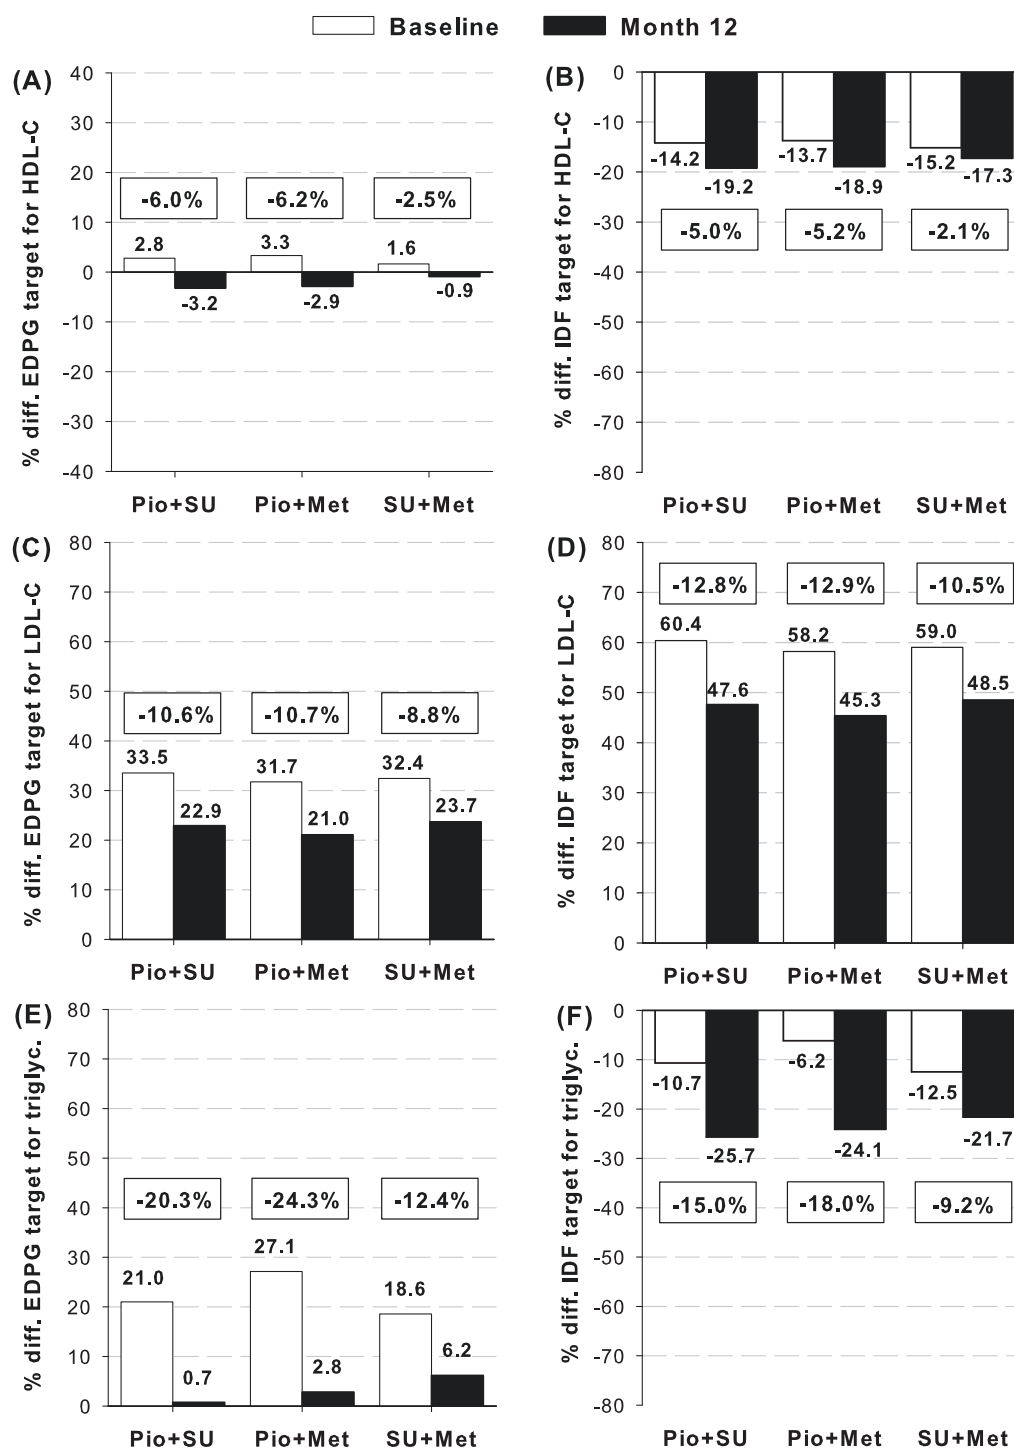 Baseline Month 12
(A)
% diff. EDPG target for HDL-C
40
30
20
10
0
-10
-20
-30
-40
-6.0% -6.2% -2.5%
2.8 3.3 1.6
-3.2 -2.9 -0.9
Pio+SU Pio+Met SU+Met
(B)
% diff. IDF target for HDL-C
0
-10
-20
-30
-40
-50
-60
-70
-80
-14.2 -13.7 -15.2
-19.2 -18.9 -17.3
-5.0% -5.2% -2.1%
Pio+SU Pio+Met SU+Met
(C)
% diff. EDPG target for LDL-C
80
70
60
50
40
30
20
10
0
-10.6% -10.7% -8.8%
33.5 31.7 32.4
22.9 21.0 23.7
Pio+SU Pio+Met SU+Met
(D)
% diff. IDF target for LDL-C
80
70
60
50
40
30
20
10
0
-12.8% -12.9% -10.5%
60.4 58.2 59.0
47.6 45.3 48.5
Pio+SU Pio+Met SU+Met
(E)
% diff. EDPG target for triglyc.
80
70
60
50
40
30
20
10
0
-20.3% -24.3% -12.4%
21.0 27.1 18.6
0.7 2.8 6.2
Pio+SU Pio+Met SU+Met
(F)
% diff. IDF target for triglyc.
0
-10
-20
-30
-40
-50
-60
-70
-80
-10.7 -6.2 -12.5
-25.7 -24.1 -21.7
-15.0% -18.0% -9.2%
Pio+SU Pio+Met SU+Met